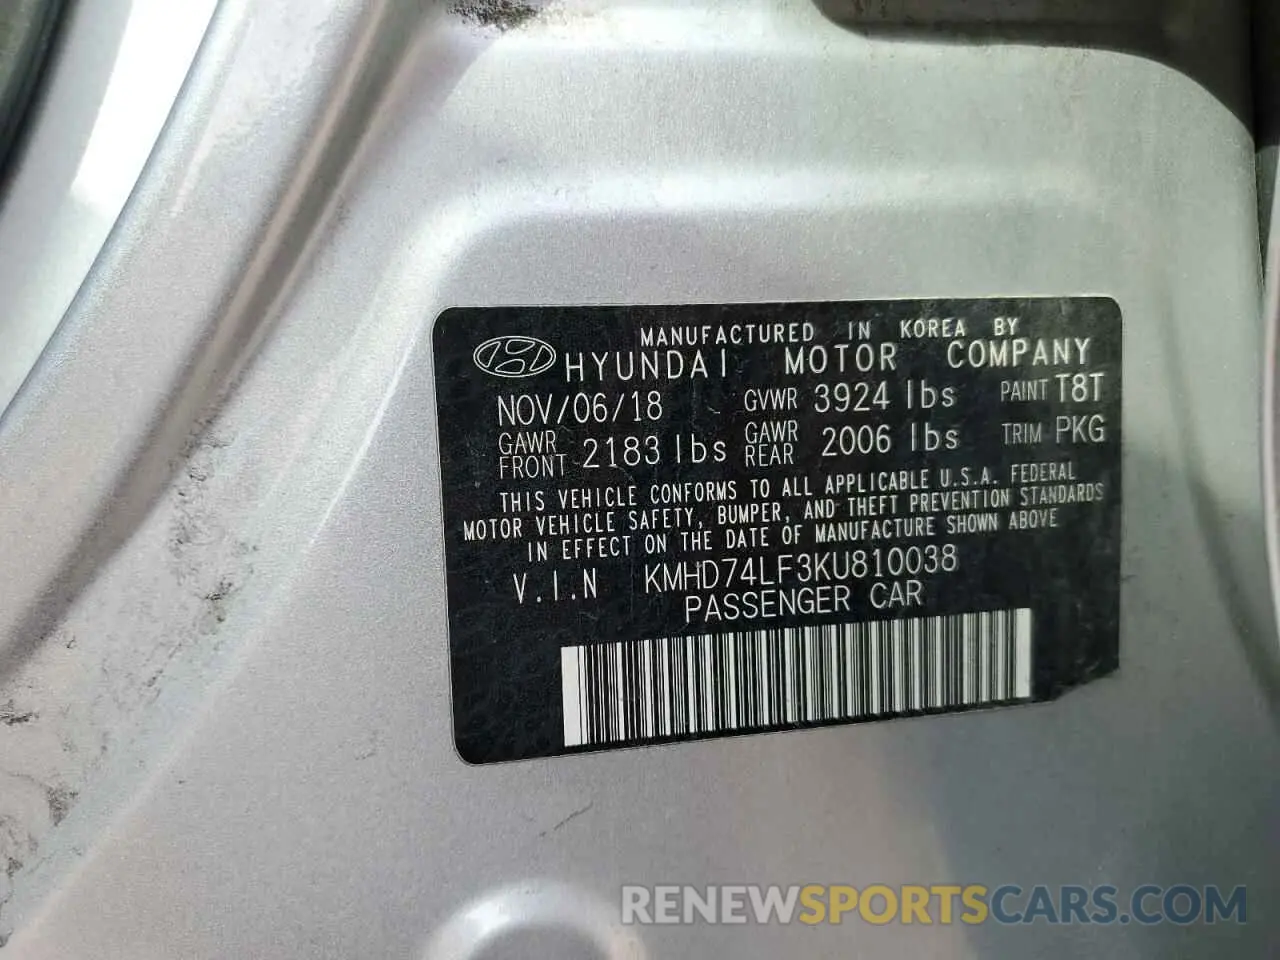 MANUFACTURED IN KOREA BY
HYUNDAI MOTOR COMPANY
NOV/06/18 GVWR 3924 lbs PAINT T8T
GAWR FRONT 2183 lbs GAWR REAR 2006 lbs TRIM PKG
THIS VEHICLE CONFORMS TO ALL APPLICABLE U.S.A. FEDERAL
MOTOR VEHICLE SAFETY, BUMPER, AND THEFT PREVENTION STANDARDS
IN EFFECT ON THE DATE OF MANUFACTURE SHOWN ABOVE
V.I.N KMHD74LF3KU810038
PASSENGER CAR
RENEWSPORTSCARS.COM